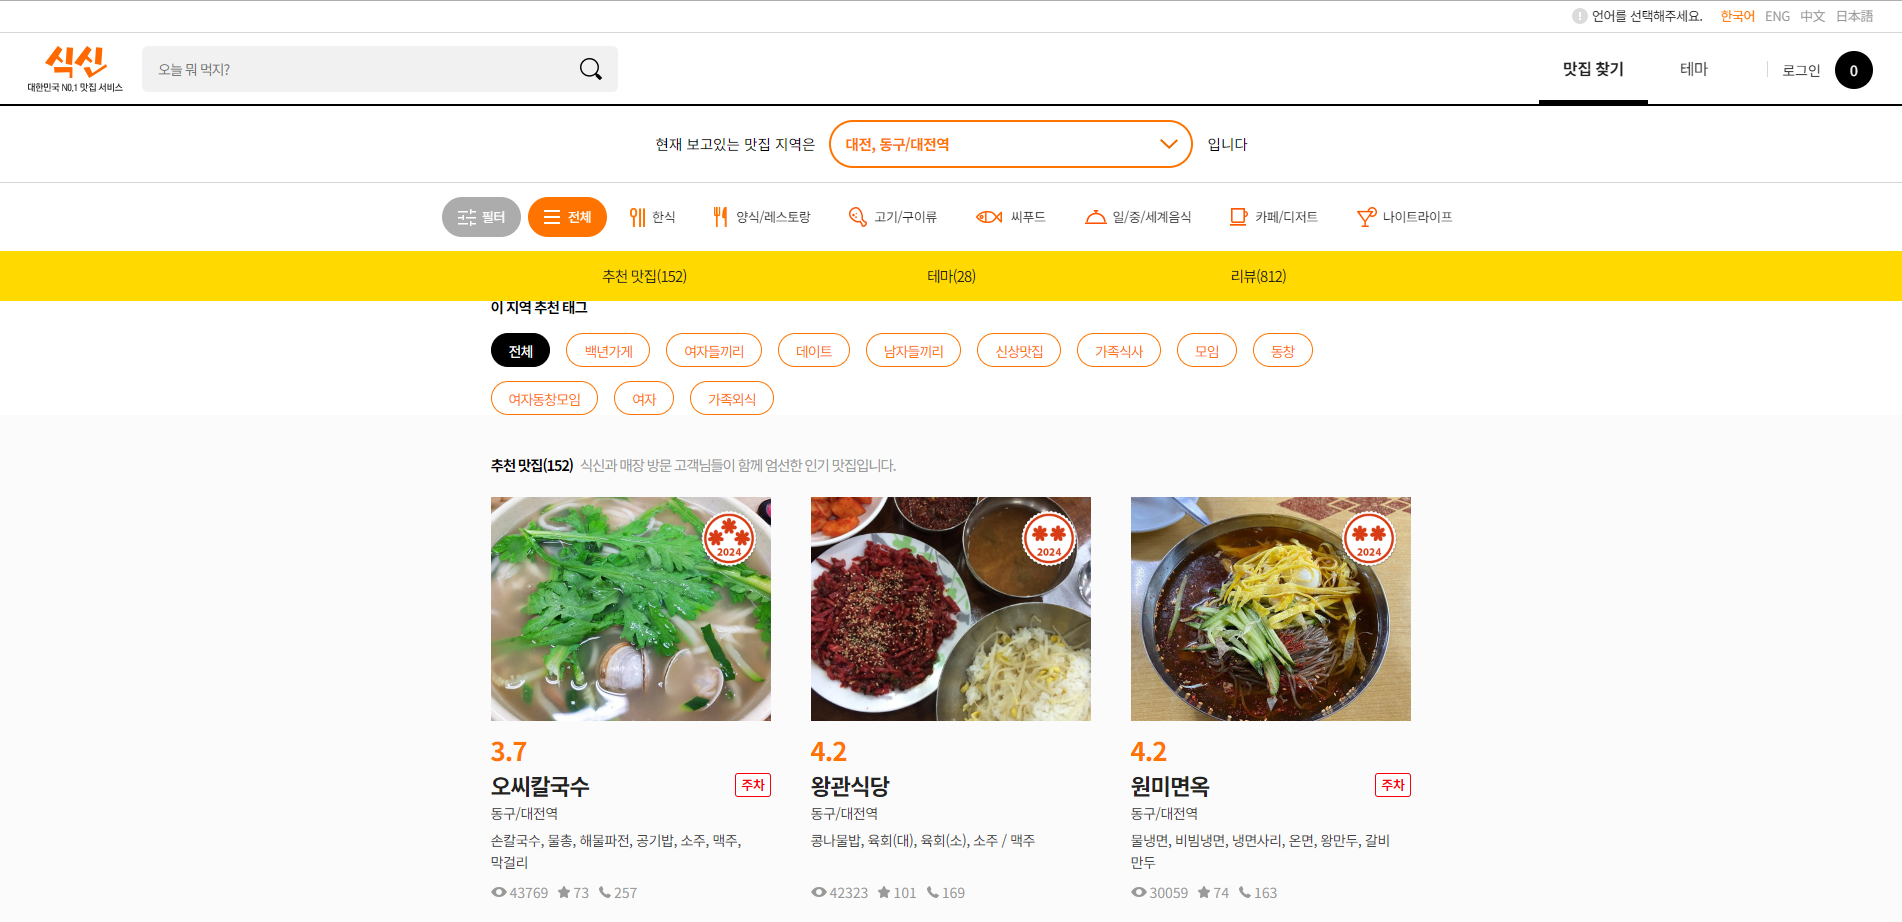 언어를 선택해주세요. 한국어 ENG 中文 日本語
식신
대한민국 NO.1 맛집 서비스
오늘 뭐 먹지?
맛집 찾기 테마 로그인 0
현재 보고있는 맛집 지역은 대전, 동구/대전역 입니다
필터 전체 한식 양식/레스토랑 고기/구이류 씨푸드 일/중/세계음식 카페/디저트 나이트라이프
추천 맛집(152) 테마(28) 리뷰(812)
이 지역 추천 태그
전체 백년가게 여자들끼리 데이트 남자들끼리 신상맛집 가족식사 모임 동창
여자동창모임 여자 가족외식
추천 맛집(152) 식신과 매장 방문 고객님들이 함께 엄선한 인기 맛집입니다.
2024
3.7
오씨칼국수 주차
동구/대전역
손칼국수, 물총, 해물파전, 공기밥, 소주, 맥주,
막걸리
43769 73 257
2024
4.2
왕관식당
동구/대전역
콩나물밥, 육회(대), 육회(소), 소주 / 맥주
42323 101 169
2024
4.2
원미면옥 주차
동구/대전역
물냉면, 비빔냉면, 냉면사리, 온면, 왕만두, 갈비
만두
30059 74 163